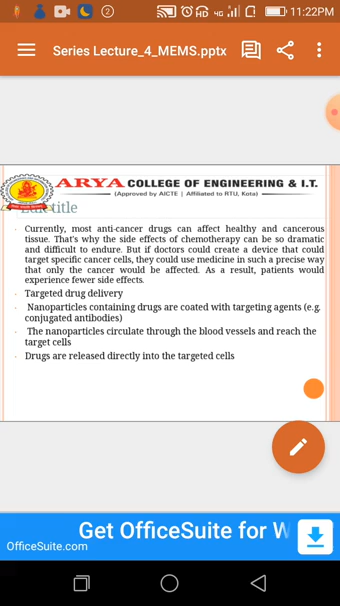 2
HD
4G
11:22PM
Series Lecture_4_MEMS.pptx
ARYA COLLEGE OF ENGINEERING & I.T.
(Approved by AICTE | Affiliated to RTU, Kota)
title
Currently, most anti-cancer drugs can affect healthy and cancerous
tissue. That's why the side effects of chemotherapy can be so dramatic
and difficult to endure. But if doctors could create a device that could
target specific cancer cells, they could use medicine in such a precise way
that only the cancer would be affected. As a result, patients would
experience fewer side effects.
Targeted drug delivery
Nanoparticles containing drugs are coated with targeting agents (e.g.
conjugated antibodies)
The nanoparticles circulate through the blood vessels and reach the
target cells
Drugs are released directly into the targeted cells
Get OfficeSuite for W
OfficeSuite.com